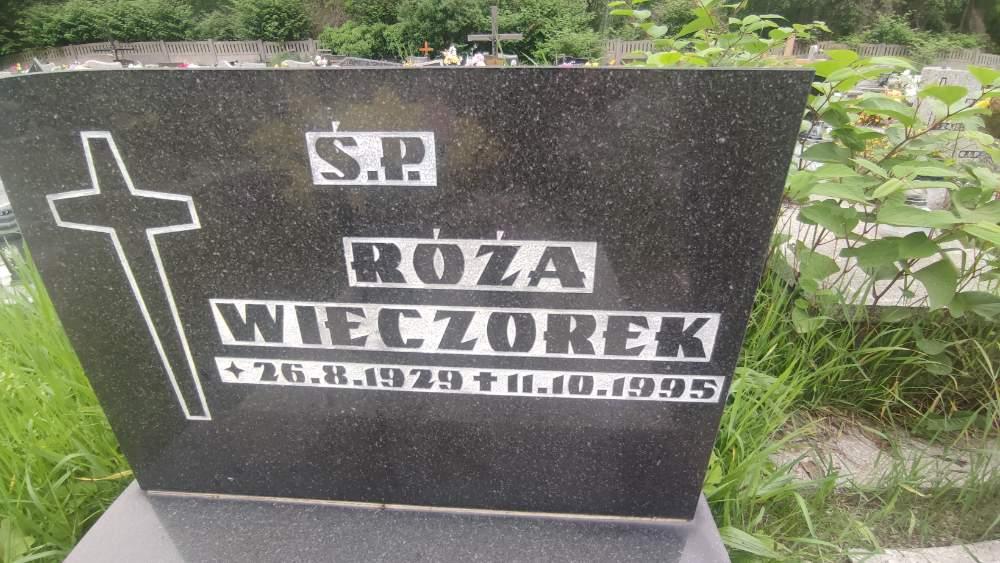 Ś.P.
RÓŻA
WIECZOREK
✦ 26.8.1929 ✝ 11.10.1995